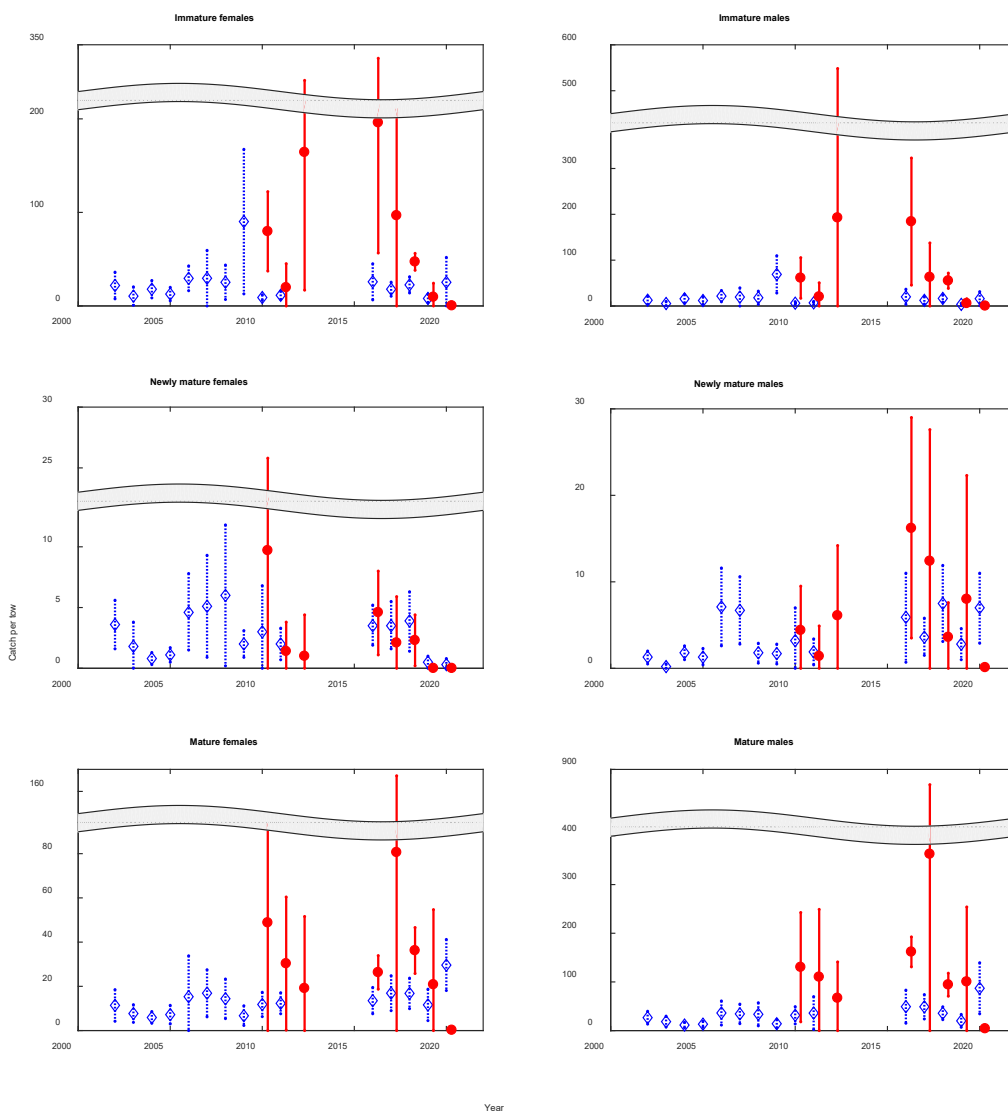 Immature females
350
200
100
0
2000 2005 2010 2015 2020
Immature males
600
500
300
200
100
0
2000 2005 2010 2015 2020
Newly mature females
30
25
10
5
0
2000 2005 2010 2015 2020
Newly mature males
30
20
10
0
2000 2005 2010 2015 2020
Mature females
160
80
60
40
20
0
2000 2005 2010 2015 2020
Mature males
900
400
300
200
100
0
2000 2005 2010 2015 2020
Catch per tow
Year